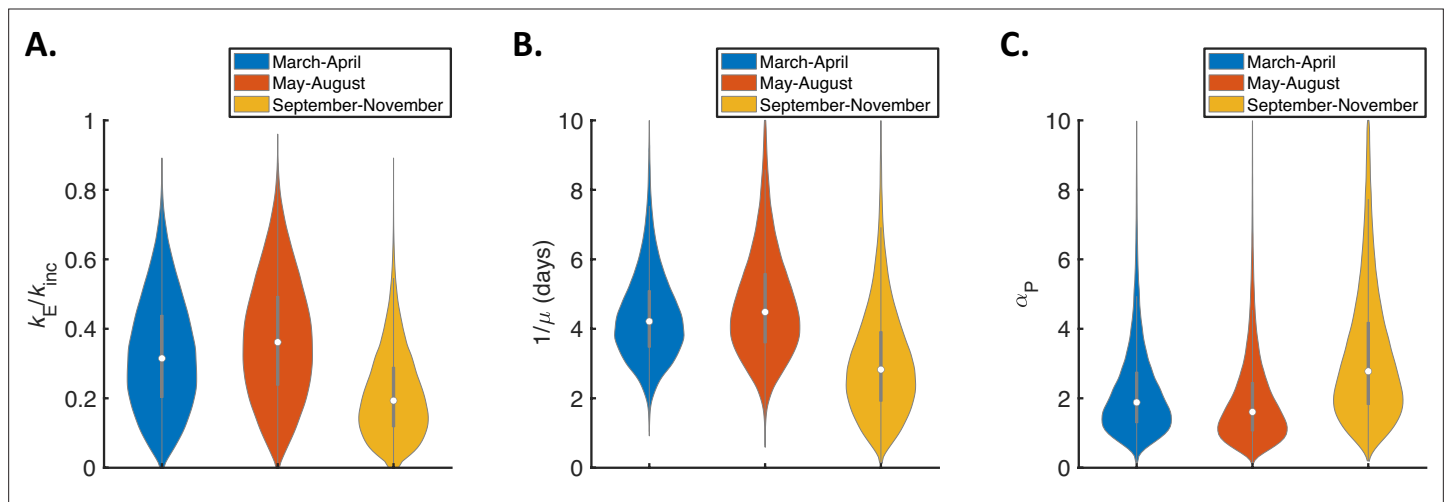 A.
March-April
May-August
September-November
1
0.8
0.6
0.4
0.2
0
k_E/k_inc
B.
March-April
May-August
September-November
10
8
6
4
2
0
1/μ (days)
C.
March-April
May-August
September-November
10
8
6
4
2
0
α_P